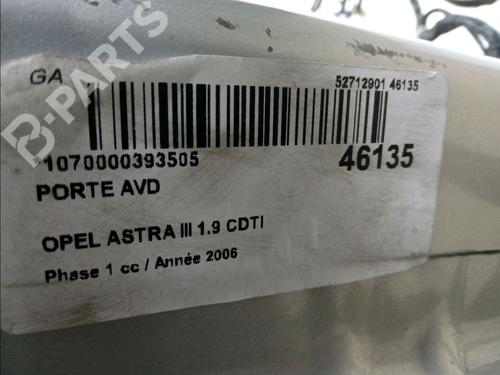 GA
52712901 46135
*1070000393505
46135
PORTE AVD
OPEL ASTRA III 1.9 CDTI
Phase 1 cc / Année 2006
B-PARTS